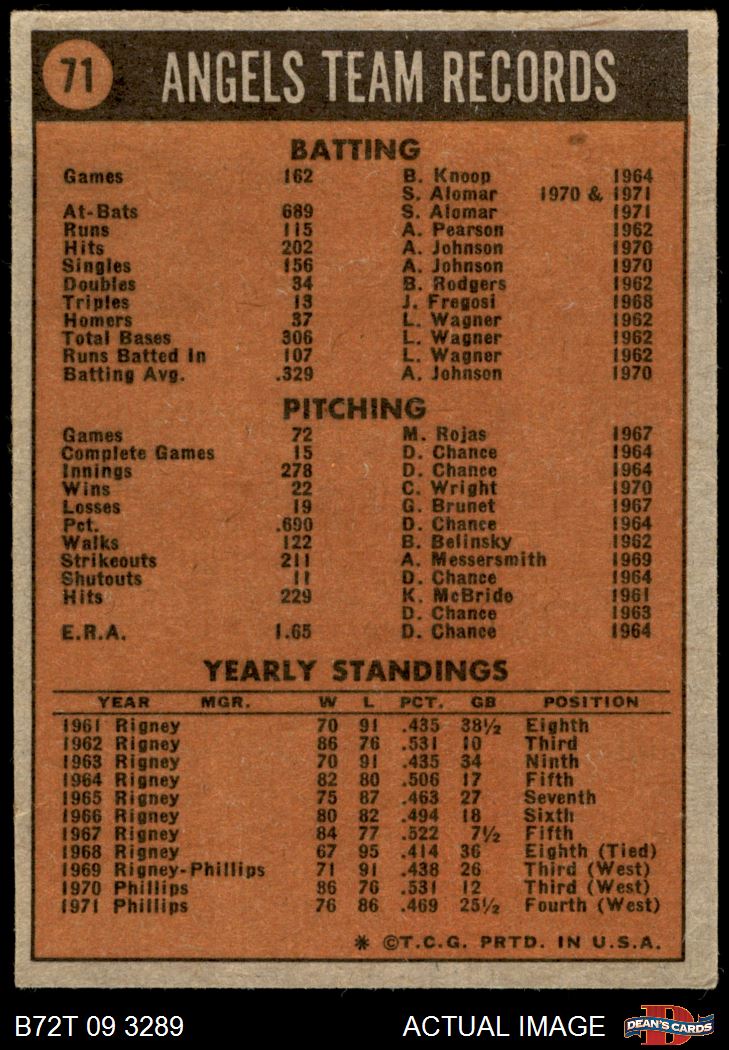 71 ANGELS TEAM RECORDS
BATTING
Games 162 B. Knoop 1964
S. Alomar 1970 & 1971
At-Bats 689 S. Alomar 1971
Runs 115 A. Pearson 1962
Hits 202 A. Johnson 1970
Singles 156 A. Johnson 1970
Doubles 34 B. Rodgers 1962
Triples 13 J. Fregosi 1968
Homers 37 L. Wagner 1962
Total Bases 306 L. Wagner 1962
Runs Batted In 107 L. Wagner 1962
Batting Avg. .329 A. Johnson 1970
PITCHING
Games 72 M. Rojas 1967
Complete Games 15 D. Chance 1964
Innings 278 D. Chance 1964
Wins 22 C. Wright 1970
Losses 19 G. Brunet 1967
Pct. .690 D. Chance 1964
Walks 122 B. Belinsky 1962
Strikeouts 211 A. Messersmith 1969
Shutouts 11 D. Chance 1964
Hits 229 K. McBride 1961
D. Chance 1963
E.R.A. 1.65 D. Chance 1964
YEARLY STANDINGS
YEAR MGR. W L PCT. GB POSITION
1961 Rigney 70 91 .435 38½ Eighth
1962 Rigney 86 76 .531 10 Third
1963 Rigney 70 91 .435 34 Ninth
1964 Rigney 82 80 .506 17 Fifth
1965 Rigney 75 87 .463 27 Seventh
1966 Rigney 80 82 .494 18 Sixth
1967 Rigney 84 77 .522 7½ Fifth
1968 Rigney 67 95 .414 36 Eighth (Tied)
1969 Rigney-Phillips 71 91 .438 26 Third (West)
1970 Phillips 86 76 .531 12 Third (West)
1971 Phillips 76 86 .469 25½ Fourth (West)
* ©T.C.G. PRTD. IN U.S.A.
B72T 09 3289 ACTUAL IMAGE DEAN'S CARDS